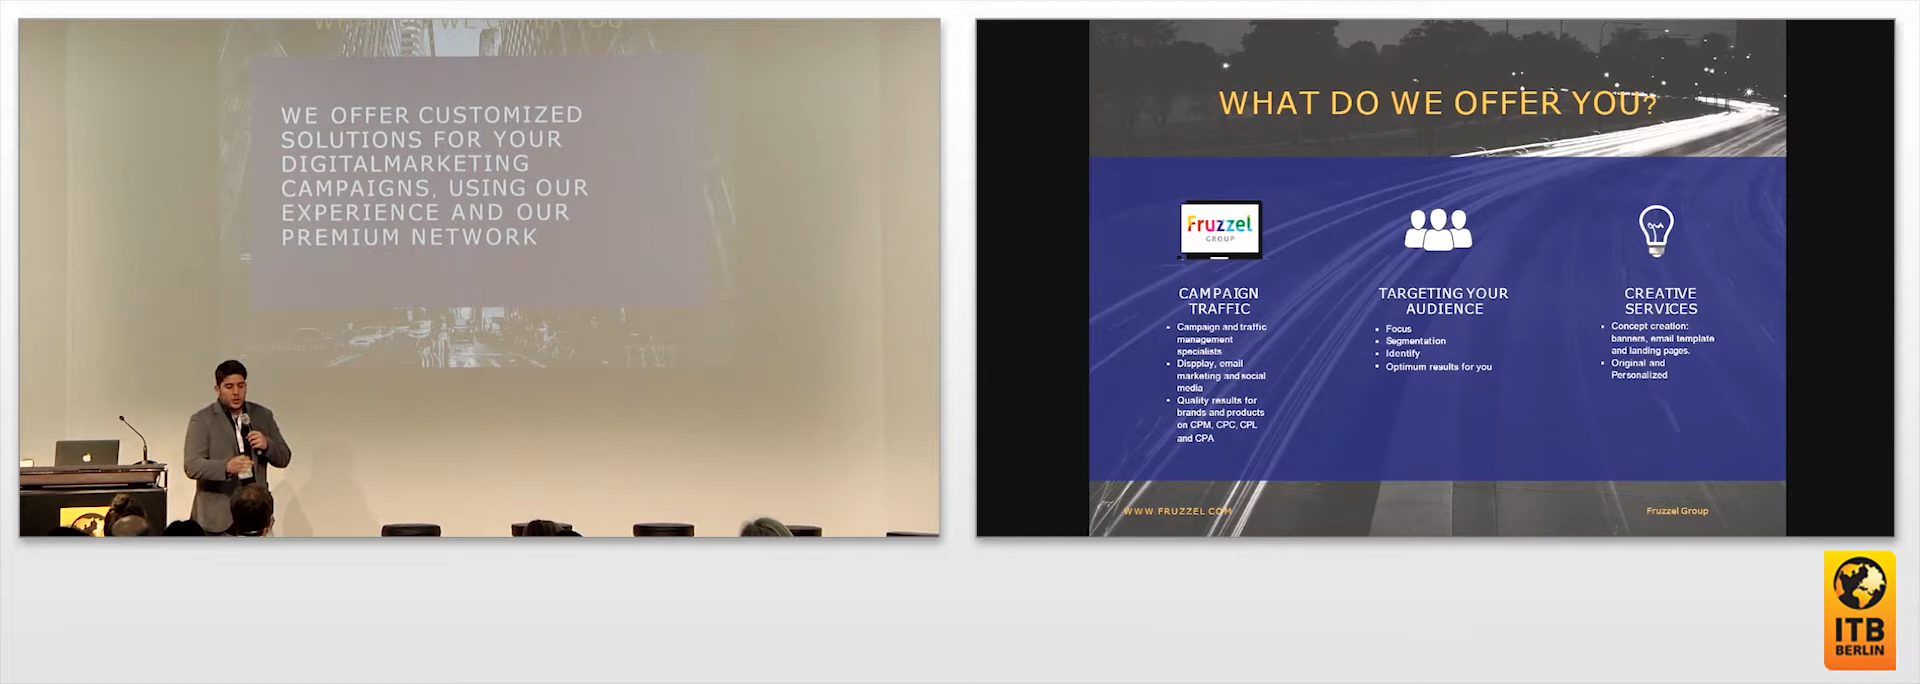 WE OFFER CUSTOMIZED
SOLUTIONS FOR YOUR
DIGITALMARKETING
CAMPAIGNS, USING OUR
EXPERIENCE AND OUR
PREMIUM NETWORK
WHAT DO WE OFFER YOU?
Fruzzel
GROUP
CAMPAIGN
TRAFFIC
• Campaign and traffic
management
specialists
• Dispplay, email
marketing and social
media
• Quality results for
brands and products
on CPM, CPC, CPL
and CPA
TARGETING YOUR
AUDIENCE
• Focus
• Segmentation
• Identify
• Optimum results for you
CREATIVE
SERVICES
• Concept creation:
banners, email template
and landing pages.
• Original and
Personalized
WWW.FRUZZEL.COM
Fruzzel Group
ITB
BERLIN